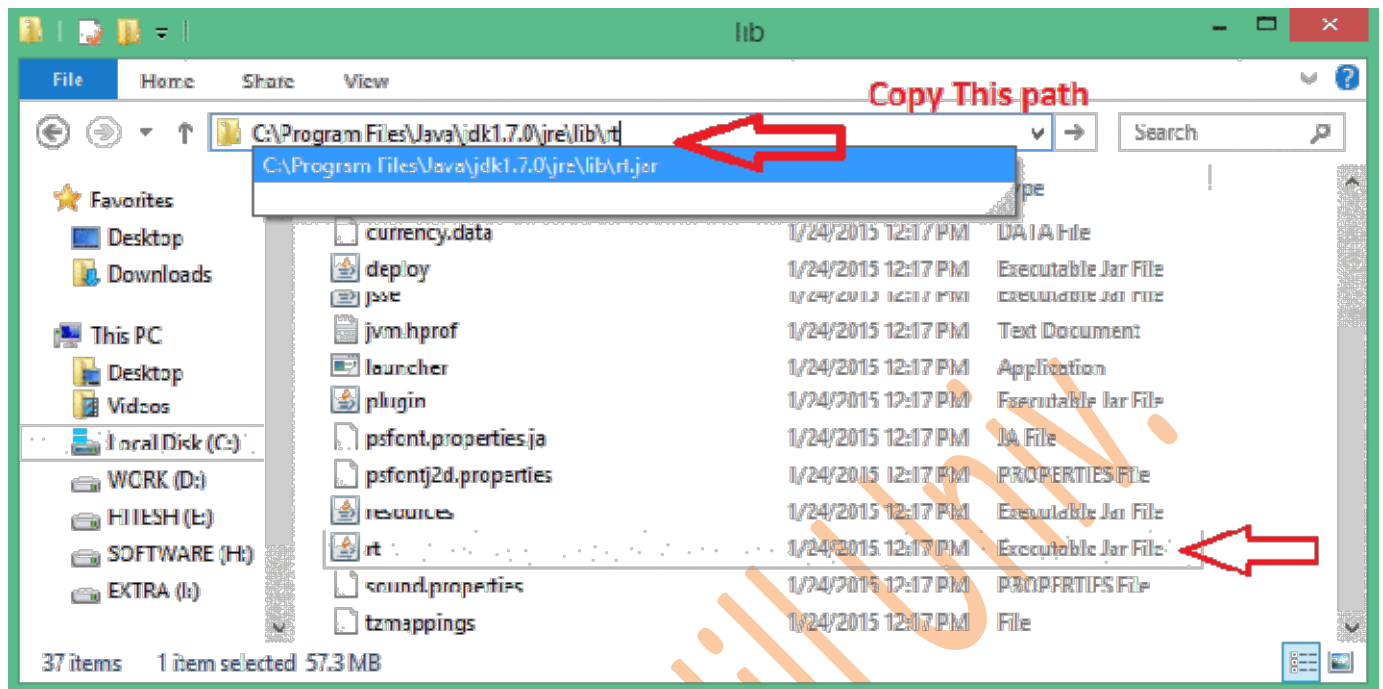 lib
File Home Share View
Copy This path
C:\Program Files\Java\jdk1.7.0\jre\lib\rt
Search
C:\Program Files\Java\jdk1.7.0\jre\lib\rt.jar
Favorites
Desktop
Downloads
This PC
Desktop
Videos
Local Disk (C:)
WORK (D:)
HITESH (E:)
SOFTWARE (H:)
EXTRA (I:)
ype
currency.data 1/24/2015 12:17 PM DATA File
deploy 1/24/2015 12:17 PM Executable Jar File
jsse 1/24/2015 12:17 PM Executable Jar File
jvm.hprof 1/24/2015 12:17 PM Text Document
launcher 1/24/2015 12:17 PM Application
plugin 1/24/2015 12:17 PM Executable Jar File
psfont.properties.ja 1/24/2015 12:17 PM JA File
psfontj2d.properties 1/24/2015 12:17 PM PROPERTIES File
resources 1/24/2015 12:17 PM Executable Jar File
rt 1/24/2015 12:17 PM Executable Jar File
sound.properties 1/24/2015 12:17 PM PROPERTIES File
tzmappings 1/24/2015 12:17 PM File
37 items 1 item selected 57.3 MB
Univ.